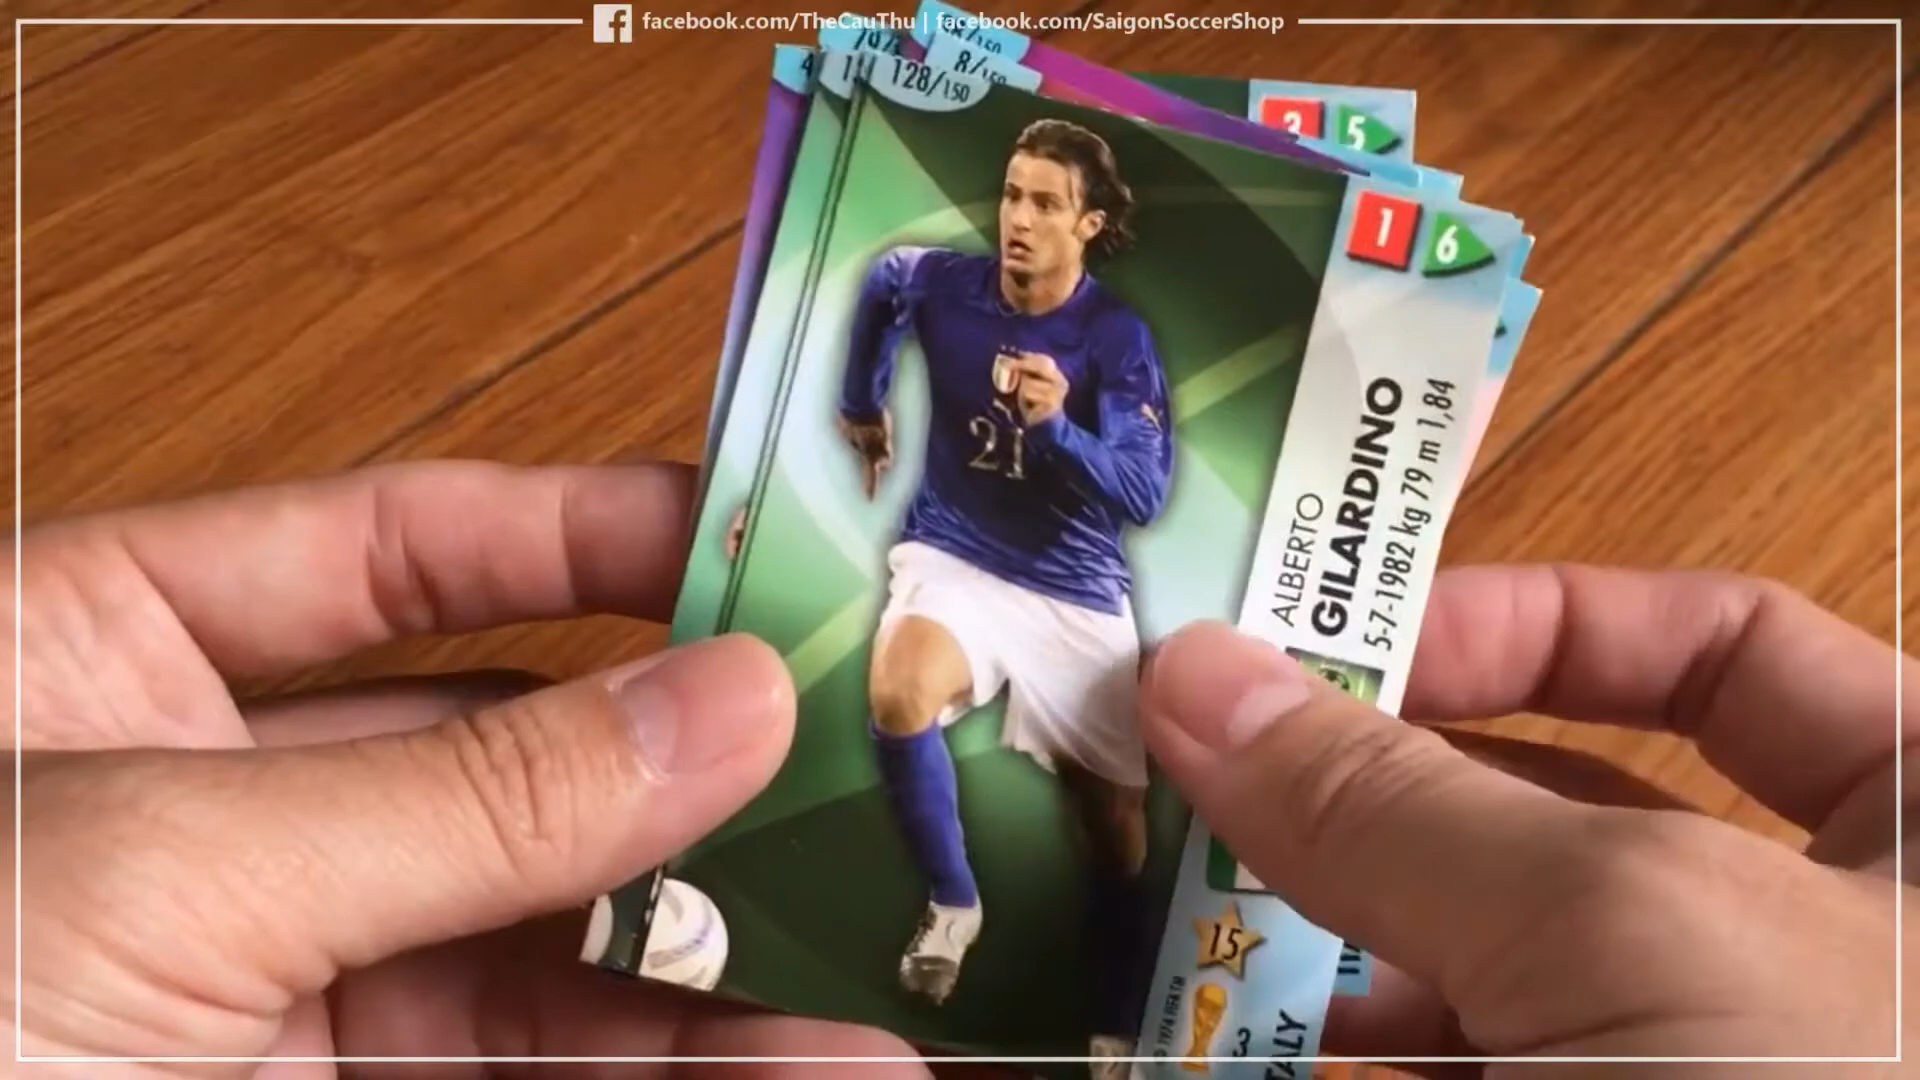 facebook.com/TheCauThu | facebook.com/SaigonSoccerShop
8/150
128/150
3 5
1 6
21
ALBERTO
GILARDINO
5-7-1982 kg 79 m 1,84
15
3